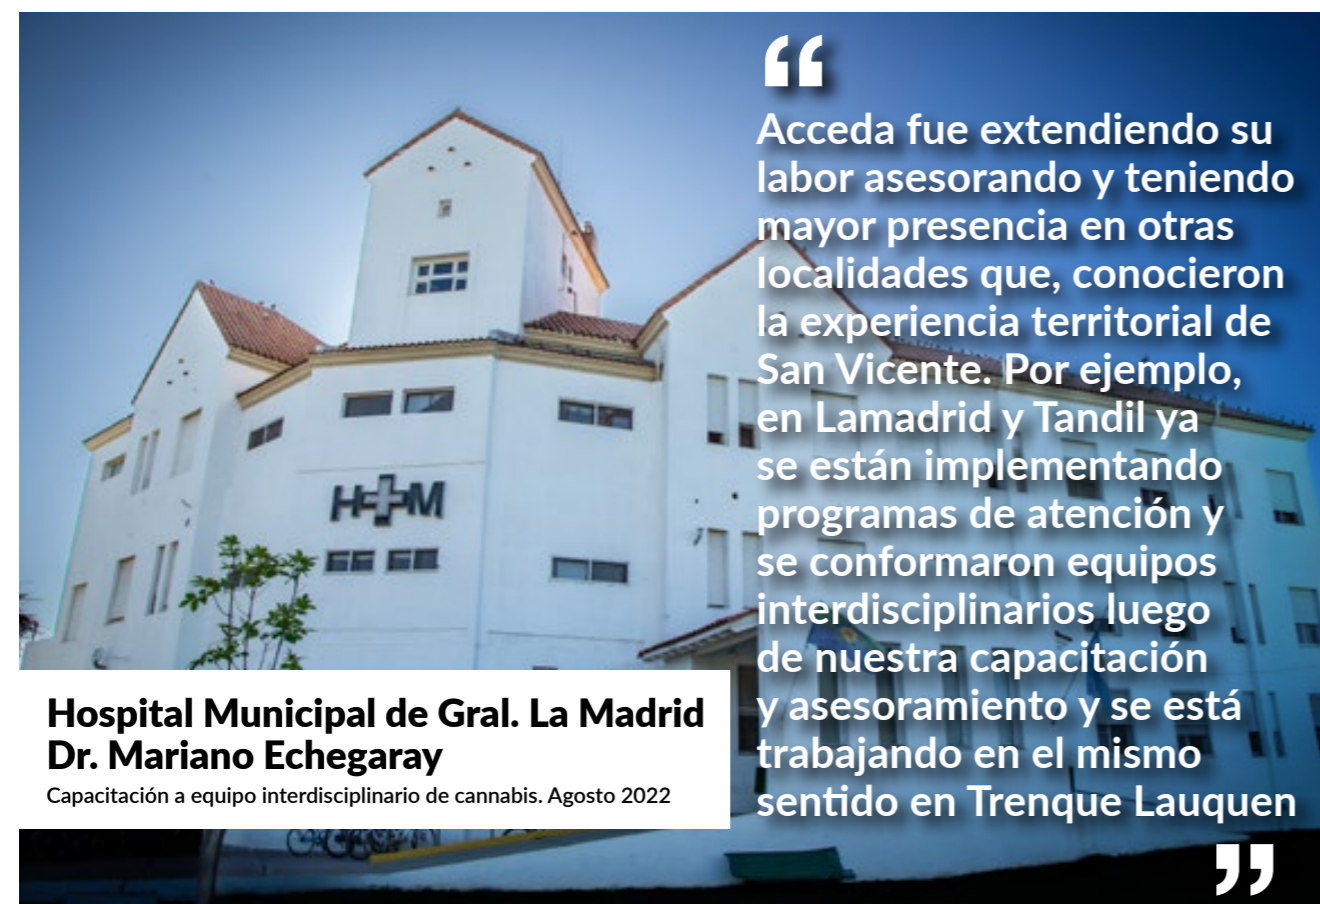 “
Acceda fue extendiendo su
labor asesorando y teniendo
mayor presencia en otras
localidades que, conocieron
la experiencia territorial de
San Vicente. Por ejemplo,
en Lamadrid y Tandil ya
se están implementando
programas de atención y
se conformaron equipos
interdisciplinarios luego
de nuestra capacitación
y asesoramiento y se está
trabajando en el mismo
sentido en Trenque Lauquen
”
H+M
Hospital Municipal de Gral. La Madrid
Dr. Mariano Echegaray
Capacitación a equipo interdisciplinario de cannabis. Agosto 2022